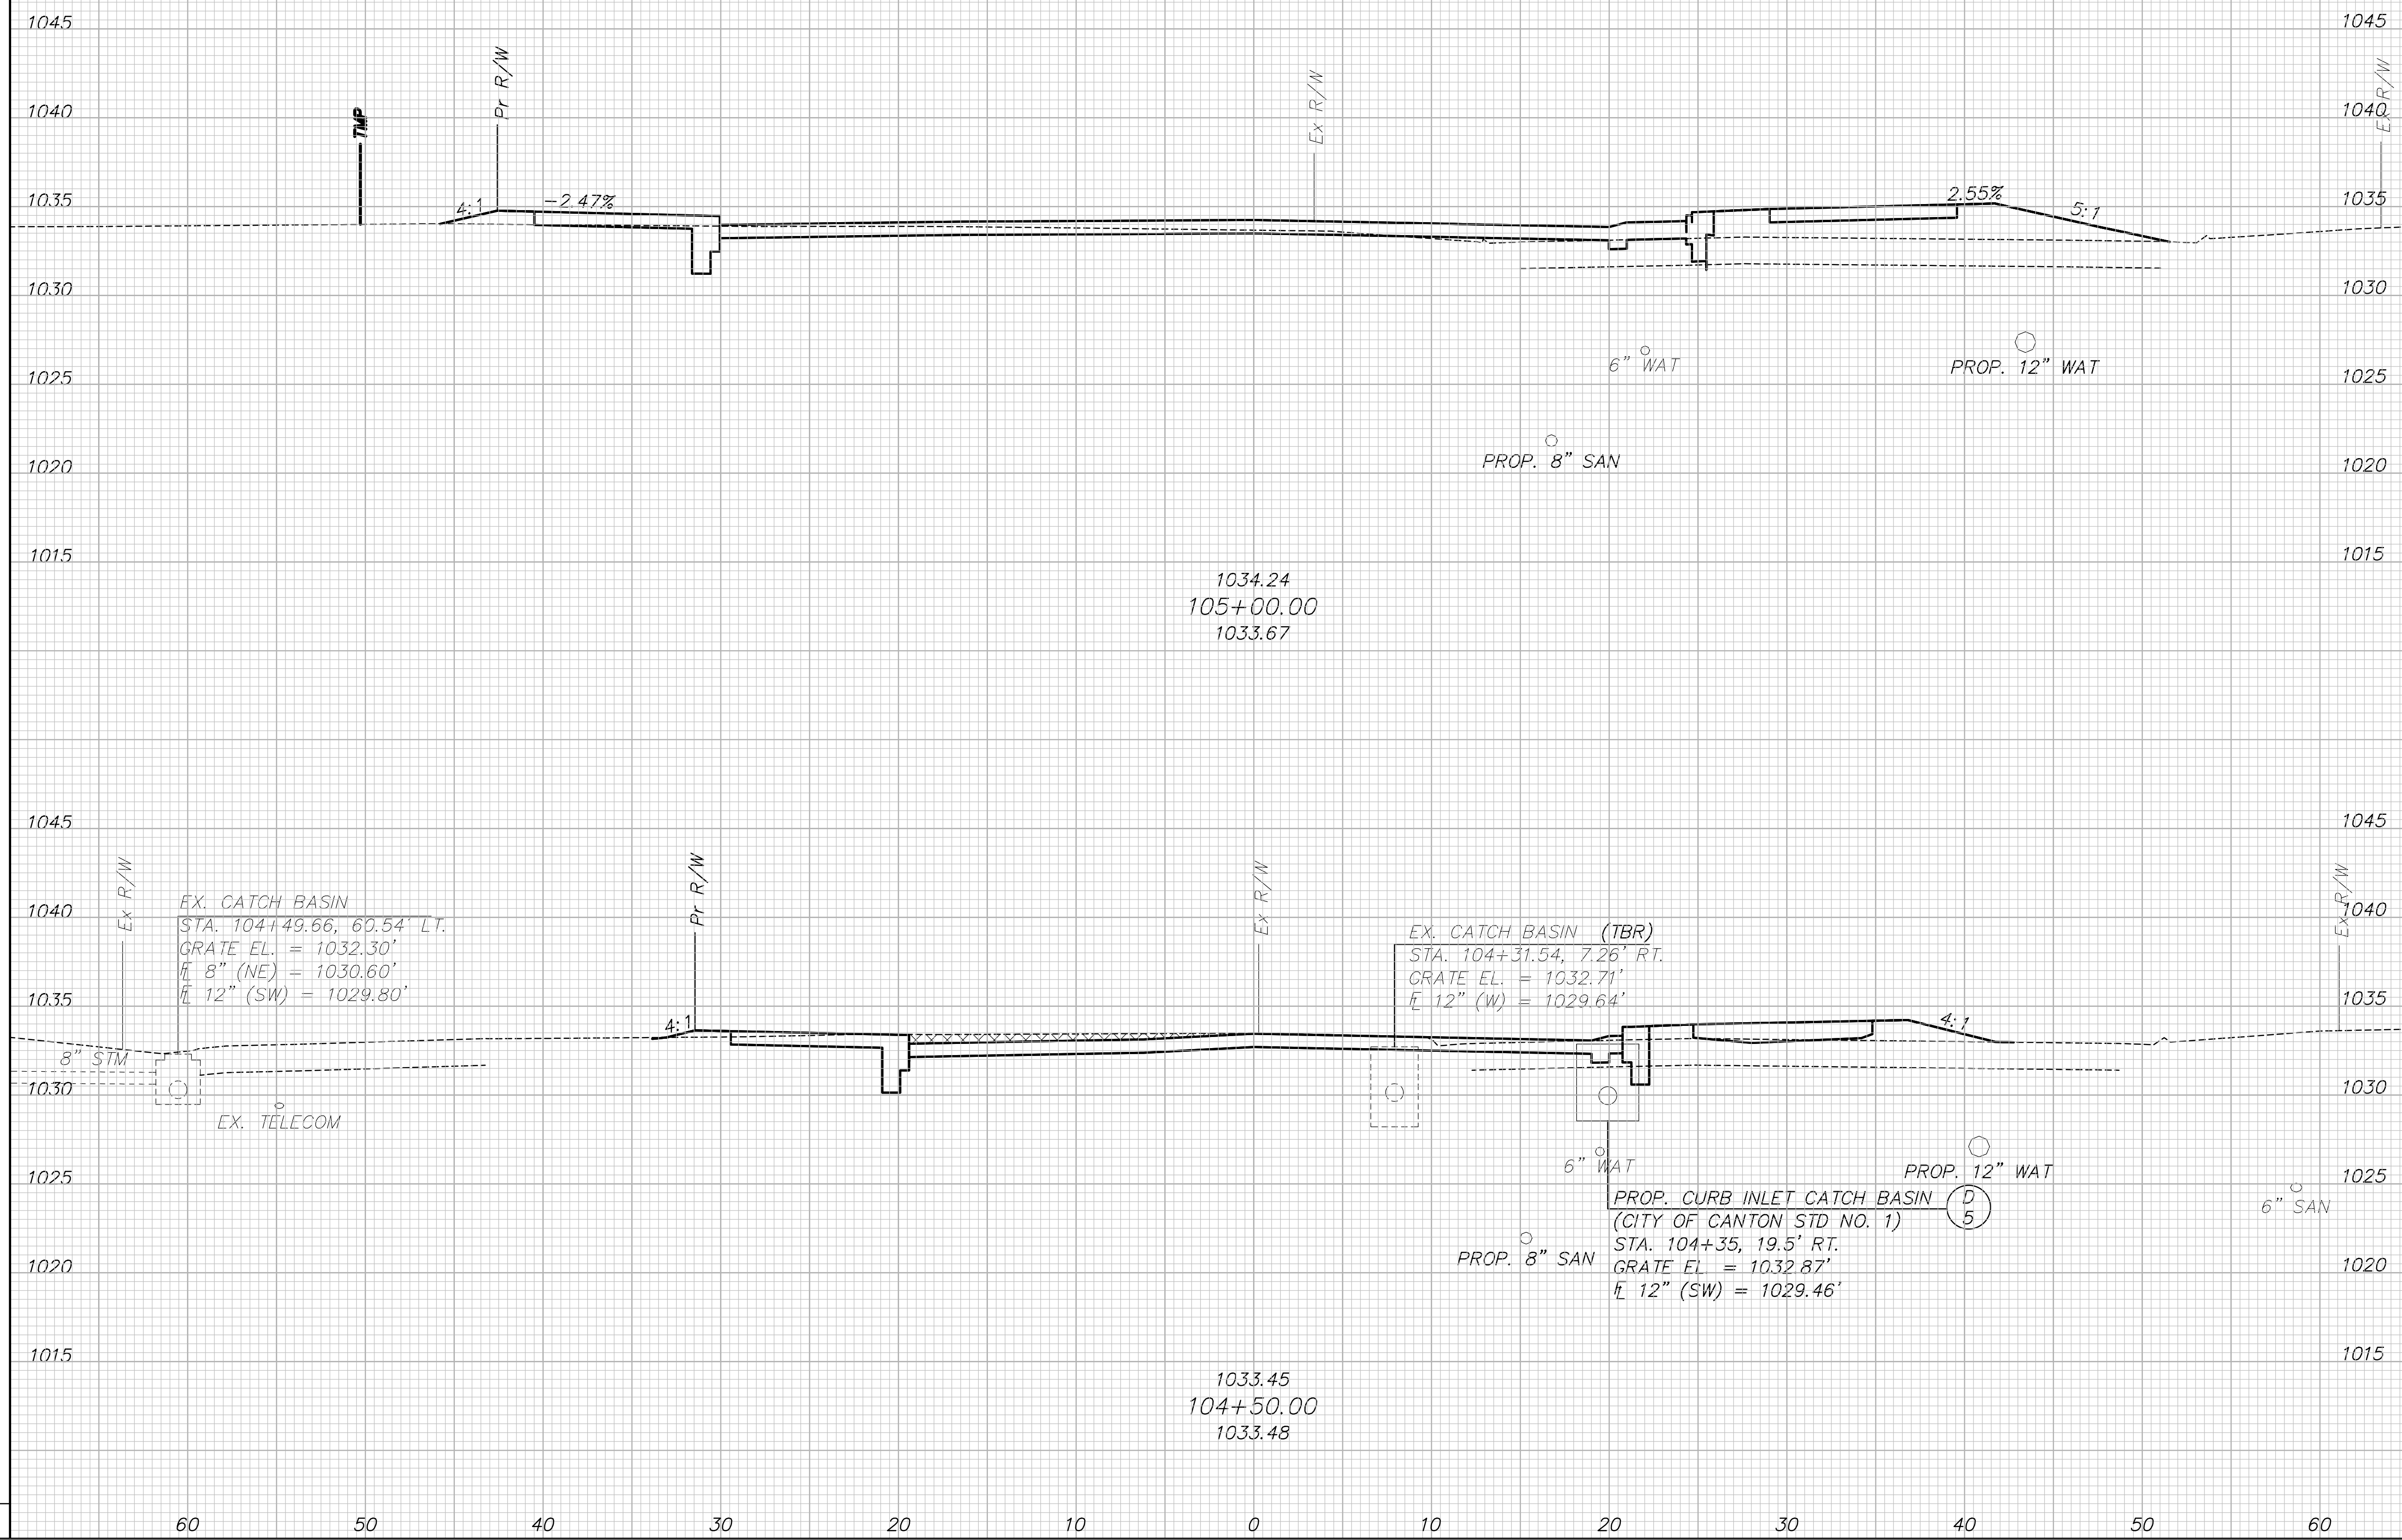 1045
1045
Pr R/W
Ex R/W
Ex R/W
TMP
1040
1040
1035
4:1
-2.47%
2.55%
5:1
1035
1030
1030
6" WAT
PROP. 12" WAT
1025
1025
PROP. 8" SAN
1020
1020
1015
1015
1034.24
105+00.00
1033.67
1045
1045
Ex R/W
Pr R/W
Ex R/W
Ex R/W
1040
1040
EX. CATCH BASIN
STA. 104+49.66, 60.54' LT.
GRATE EL. = 1032.30'
FL 8" (NE) = 1030.60'
FL 12" (SW) = 1029.80'
EX. CATCH BASIN (TBR)
STA. 104+31.54, 7.26' RT.
GRATE EL. = 1032.71'
FL 12" (W) = 1029.64'
1035
1035
4:1
4:1
8" STM
1030
1030
EX. TELECOM
6" WAT
PROP. 12" WAT
1025
1025
PROP. CURB INLET CATCH BASIN
D
5
(CITY OF CANTON STD NO. 1)
STA. 104+35, 19.5' RT.
GRATE EL = 1032.87'
FL 12" (SW) = 1029.46'
6" SAN
PROP. 8" SAN
1020
1020
1015
1015
1033.45
104+50.00
1033.48
60 50 40 30 20 10 0 10 20 30 40 50 60